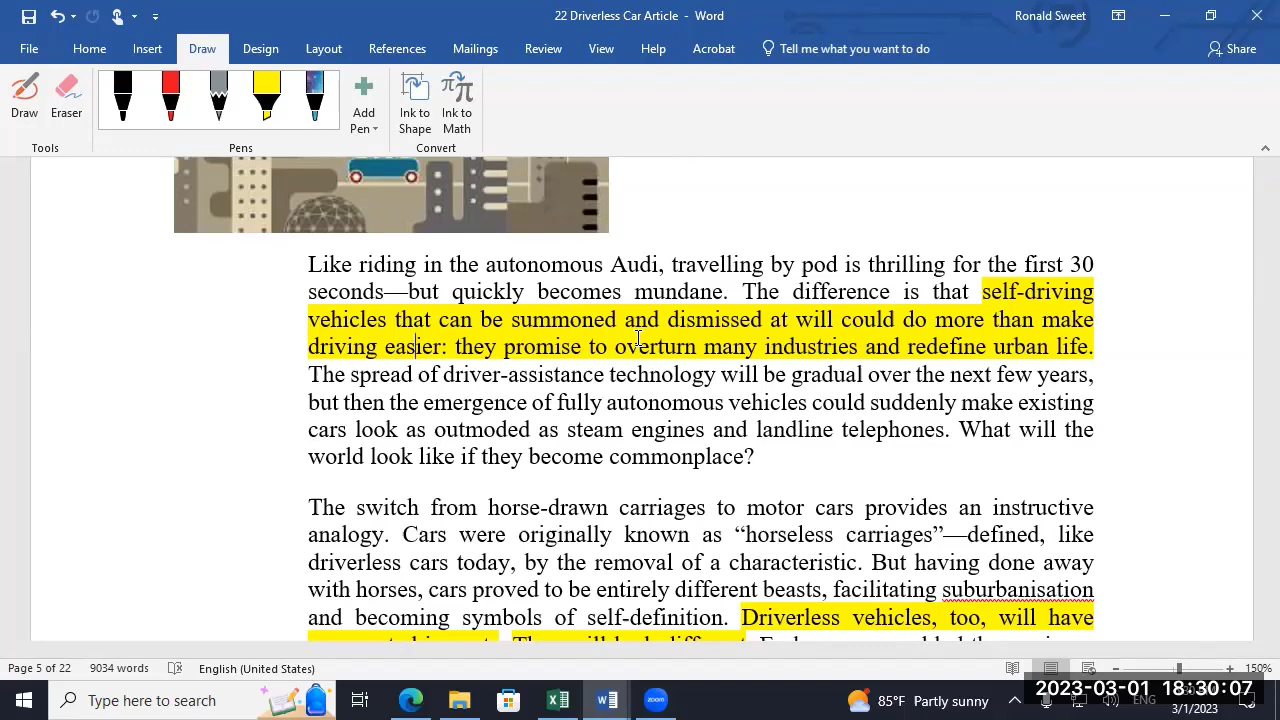 22 Driverless Car Article - Word
Ronald Sweet
File Home Insert Draw Design Layout References Mailings Review View Help Acrobat Tell me what you want to do Share
Draw Eraser Add Pen Ink to Shape Ink to Math
Tools Pens Convert
Like riding in the autonomous Audi, travelling by pod is thrilling for the first 30
seconds—but quickly becomes mundane. The difference is that self-driving
vehicles that can be summoned and dismissed at will could do more than make
driving easier: they promise to overturn many industries and redefine urban life.
The spread of driver-assistance technology will be gradual over the next few years,
but then the emergence of fully autonomous vehicles could suddenly make existing
cars look as outmoded as steam engines and landline telephones. What will the
world look like if they become commonplace?
The switch from horse-drawn carriages to motor cars provides an instructive
analogy. Cars were originally known as “horseless carriages”—defined, like
driverless cars today, by the removal of a characteristic. But having done away
with horses, cars proved to be entirely different beasts, facilitating suburbanisation
and becoming symbols of self-definition. Driverless vehicles, too, will have
Page 5 of 22 9034 words English (United States) 150%
Type here to search
zoom
85°F Partly sunny
ENG
2023-03-01 18:30:07
3/1/2023